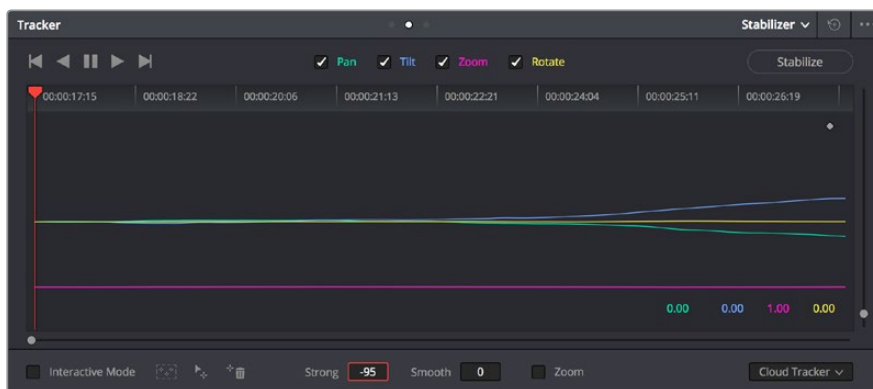 Tracker Stabilizer
Pan Tilt Zoom Rotate Stabilize
00:00:17:15 00:00:18:22 00:00:20:06 00:00:21:13 00:00:22:21 00:00:24:04 00:00:25:11 00:00:26:19
0.00 0.00 1.00 0.00
Interactive Mode Strong -95 Smooth 0 Zoom Cloud Tracker